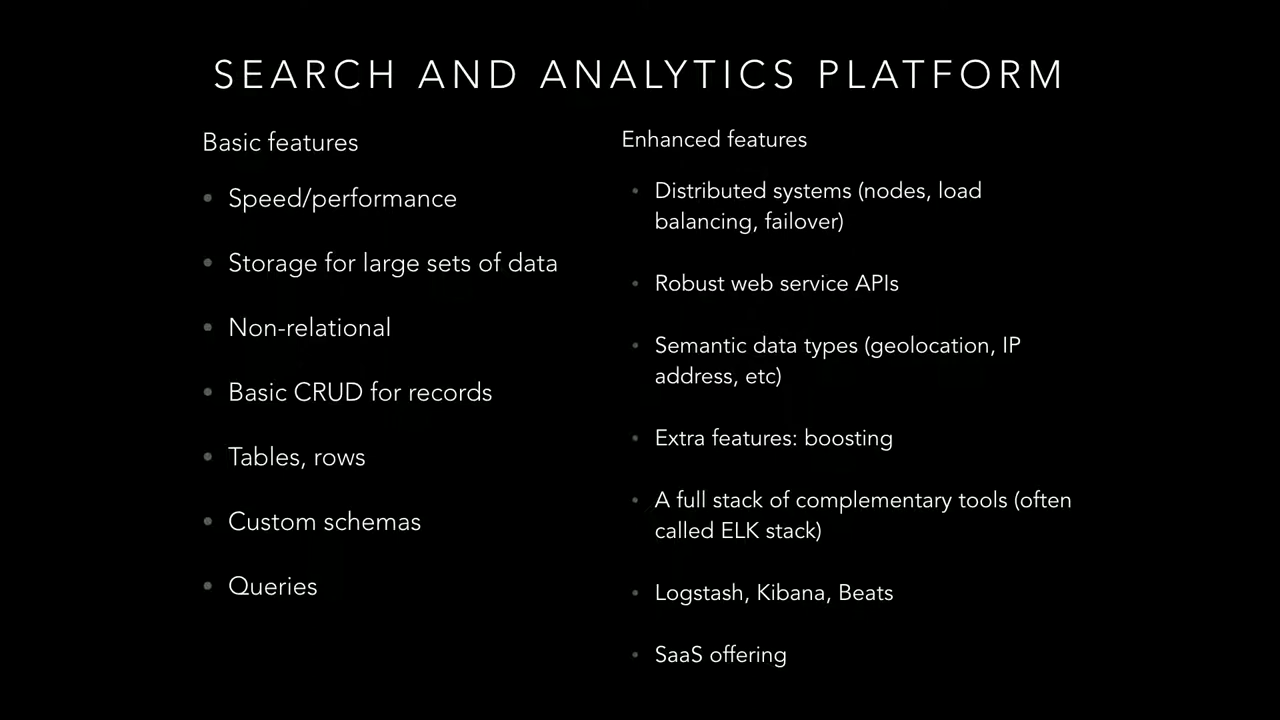 SEARCH AND ANALYTICS PLATFORM
Basic features
• Speed/performance
• Storage for large sets of data
• Non-relational
• Basic CRUD for records
• Tables, rows
• Custom schemas
• Queries
Enhanced features
• Distributed systems (nodes, load
balancing, failover)
• Robust web service APIs
• Semantic data types (geolocation, IP
address, etc)
• Extra features: boosting
• A full stack of complementary tools (often
called ELK stack)
• Logstash, Kibana, Beats
• SaaS offering